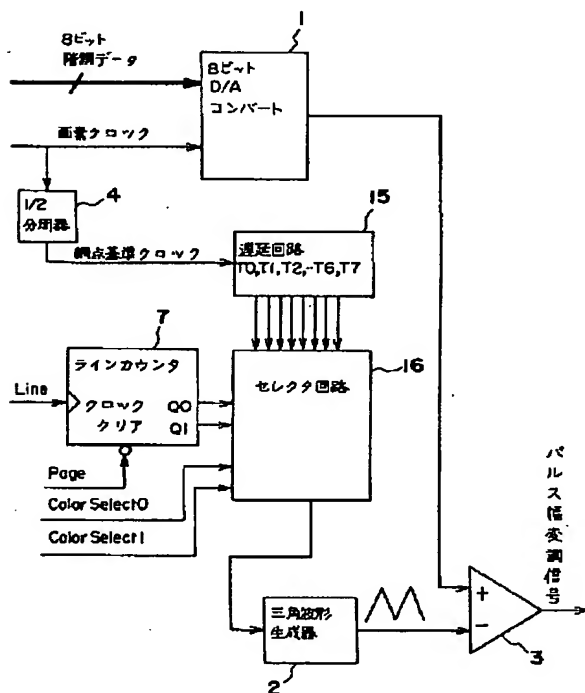 8ビット
階調データ
1
8ビット
D/A
コンバート
画素クロック
1/2
分周器
4
網点基準クロック
15
遅延回路
T0,T1,T2,--T6,T7
7
ラインカウンタ
Line
クロック
クリア
Q0
Q1
16
セレクタ回路
Page
ColorSelect0
ColorSelect1
三角波形
生成器
2
+
−
3
パルス幅変調信号